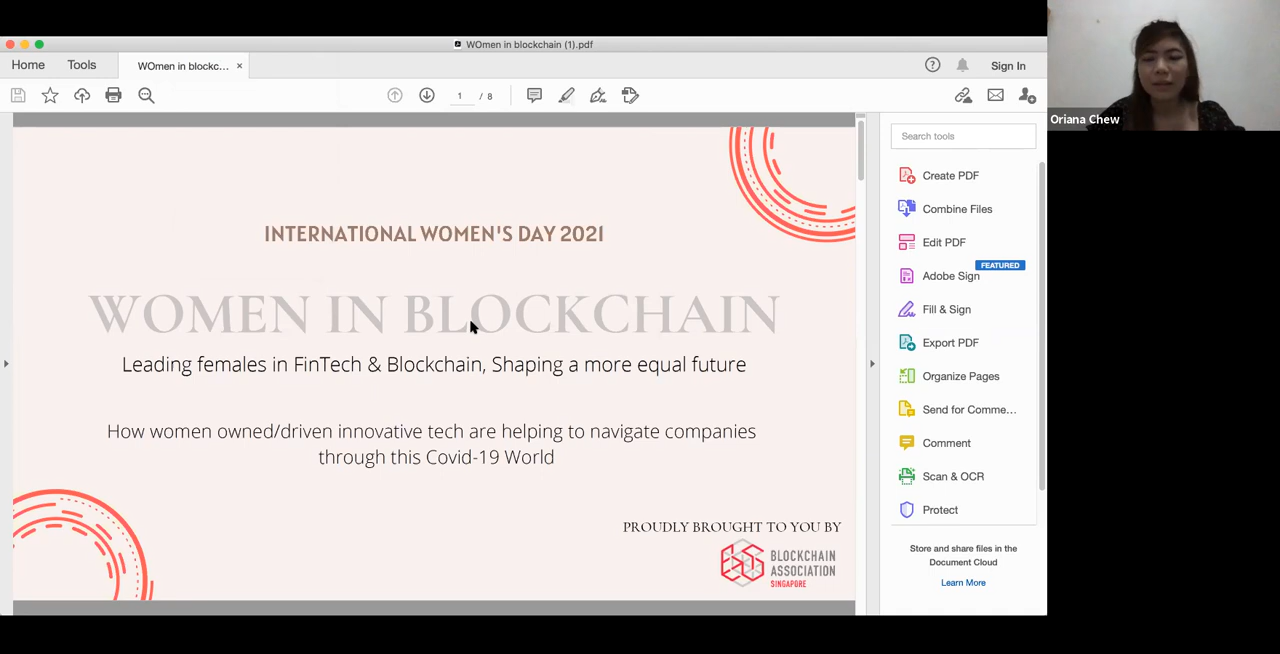 WOmen in blockchain (1).pdf
Home
Tools
WOmen in blockc... ×
Sign In
1 / 8
Search tools
Create PDF
Combine Files
Edit PDF
FEATURED
Adobe Sign
Fill & Sign
Export PDF
Organize Pages
Send for Comme...
Comment
Scan & OCR
Protect
Store and share files in the
Document Cloud
Learn More
INTERNATIONAL WOMEN'S DAY 2021
WOMEN IN BLOCKCHAIN
Leading females in FinTech & Blockchain, Shaping a more equal future
How women owned/driven innovative tech are helping to navigate companies
through this Covid-19 World
PROUDLY BROUGHT TO YOU BY
BLOCKCHAIN
ASSOCIATION
SINGAPORE
Oriana Chew